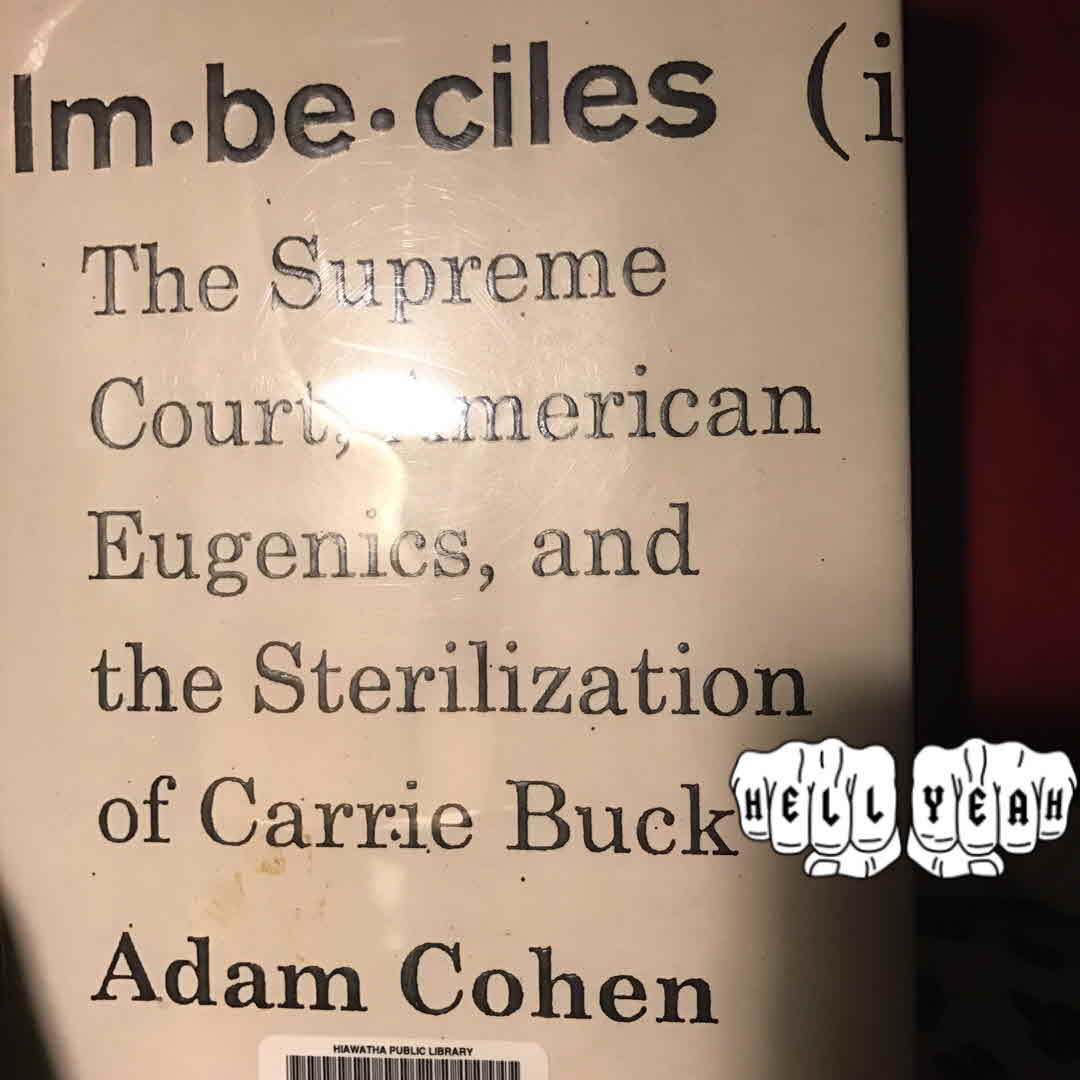 Im·be·ciles (i
The Supreme
Court, American
Eugenics, and
the Sterilization
of Carrie Buck
HELL YEAH
Adam Cohen
HIAWATHA PUBLIC LIBRARY